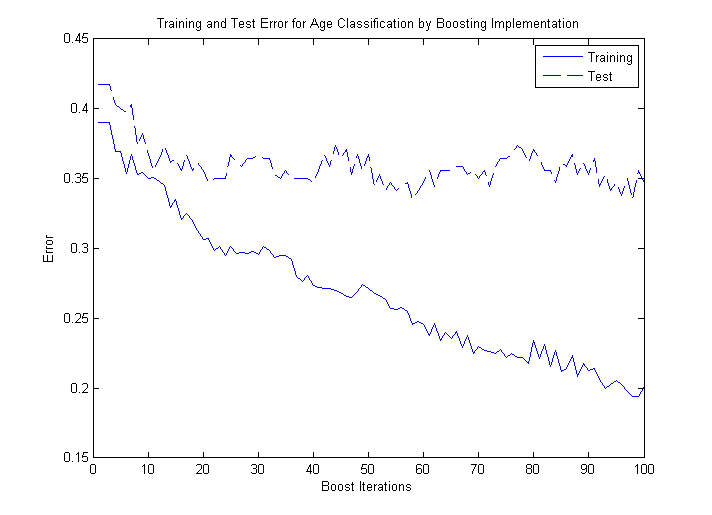 Training and Test Error for Age Classification by Boosting Implementation
0.45
0.4
0.35
0.3
0.25
0.2
0.15
Error
Training
Test
0 10 20 30 40 50 60 70 80 90 100
Boost Iterations